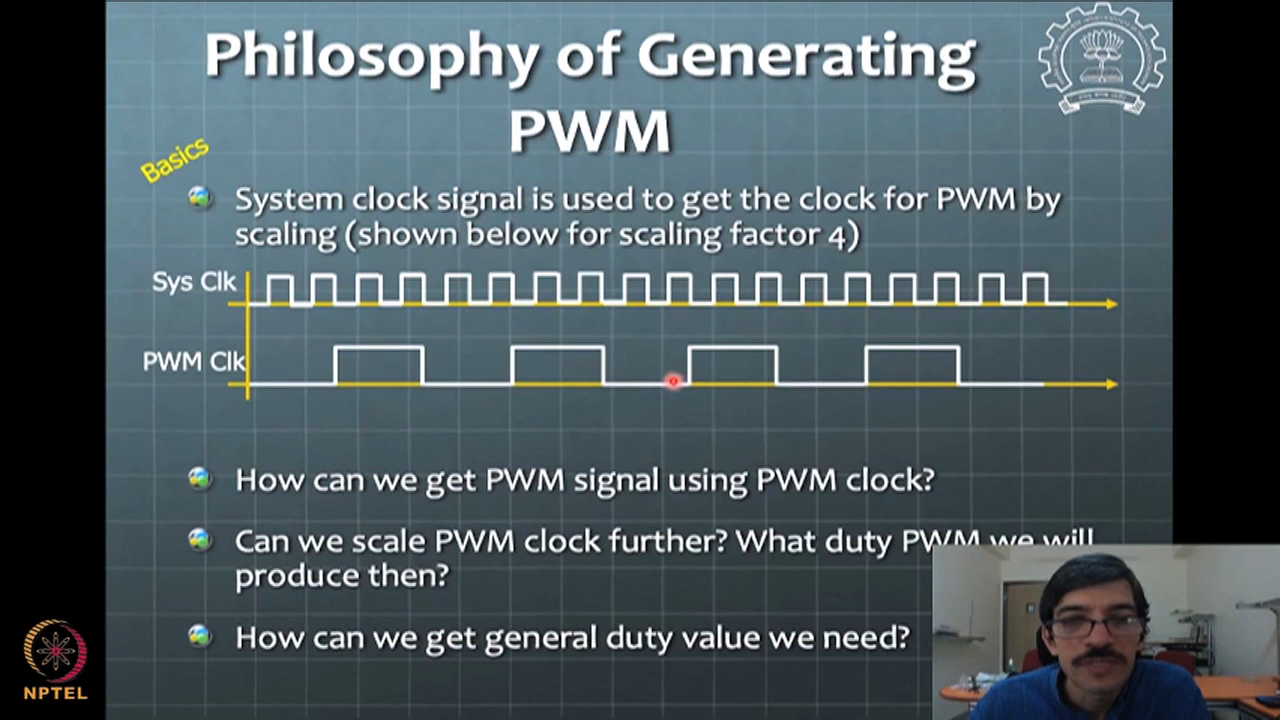 Philosophy of Generating
PWM
Basics
System clock signal is used to get the clock for PWM by
scaling (shown below for scaling factor 4)
Sys Clk
PWM Clk
How can we get PWM signal using PWM clock?
Can we scale PWM clock further? What duty PWM we will
produce then?
How can we get general duty value we need?
NPTEL